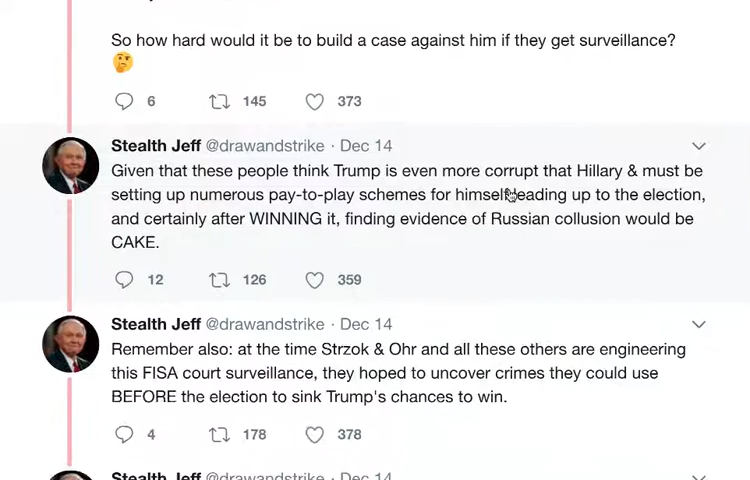 So how hard would it be to build a case against him if they get surveillance?
6 145 373
Stealth Jeff @drawandstrike · Dec 14
Given that these people think Trump is even more corrupt that Hillary & must be
setting up numerous pay-to-play schemes for himself leading up to the election,
and certainly after WINNING it, finding evidence of Russian collusion would be
CAKE.
12 126 359
Stealth Jeff @drawandstrike · Dec 14
Remember also: at the time Strzok & Ohr and all these others are engineering
this FISA court surveillance, they hoped to uncover crimes they could use
BEFORE the election to sink Trump's chances to win.
4 178 378
Stealth Jeff @drawandstrike · Dec 14